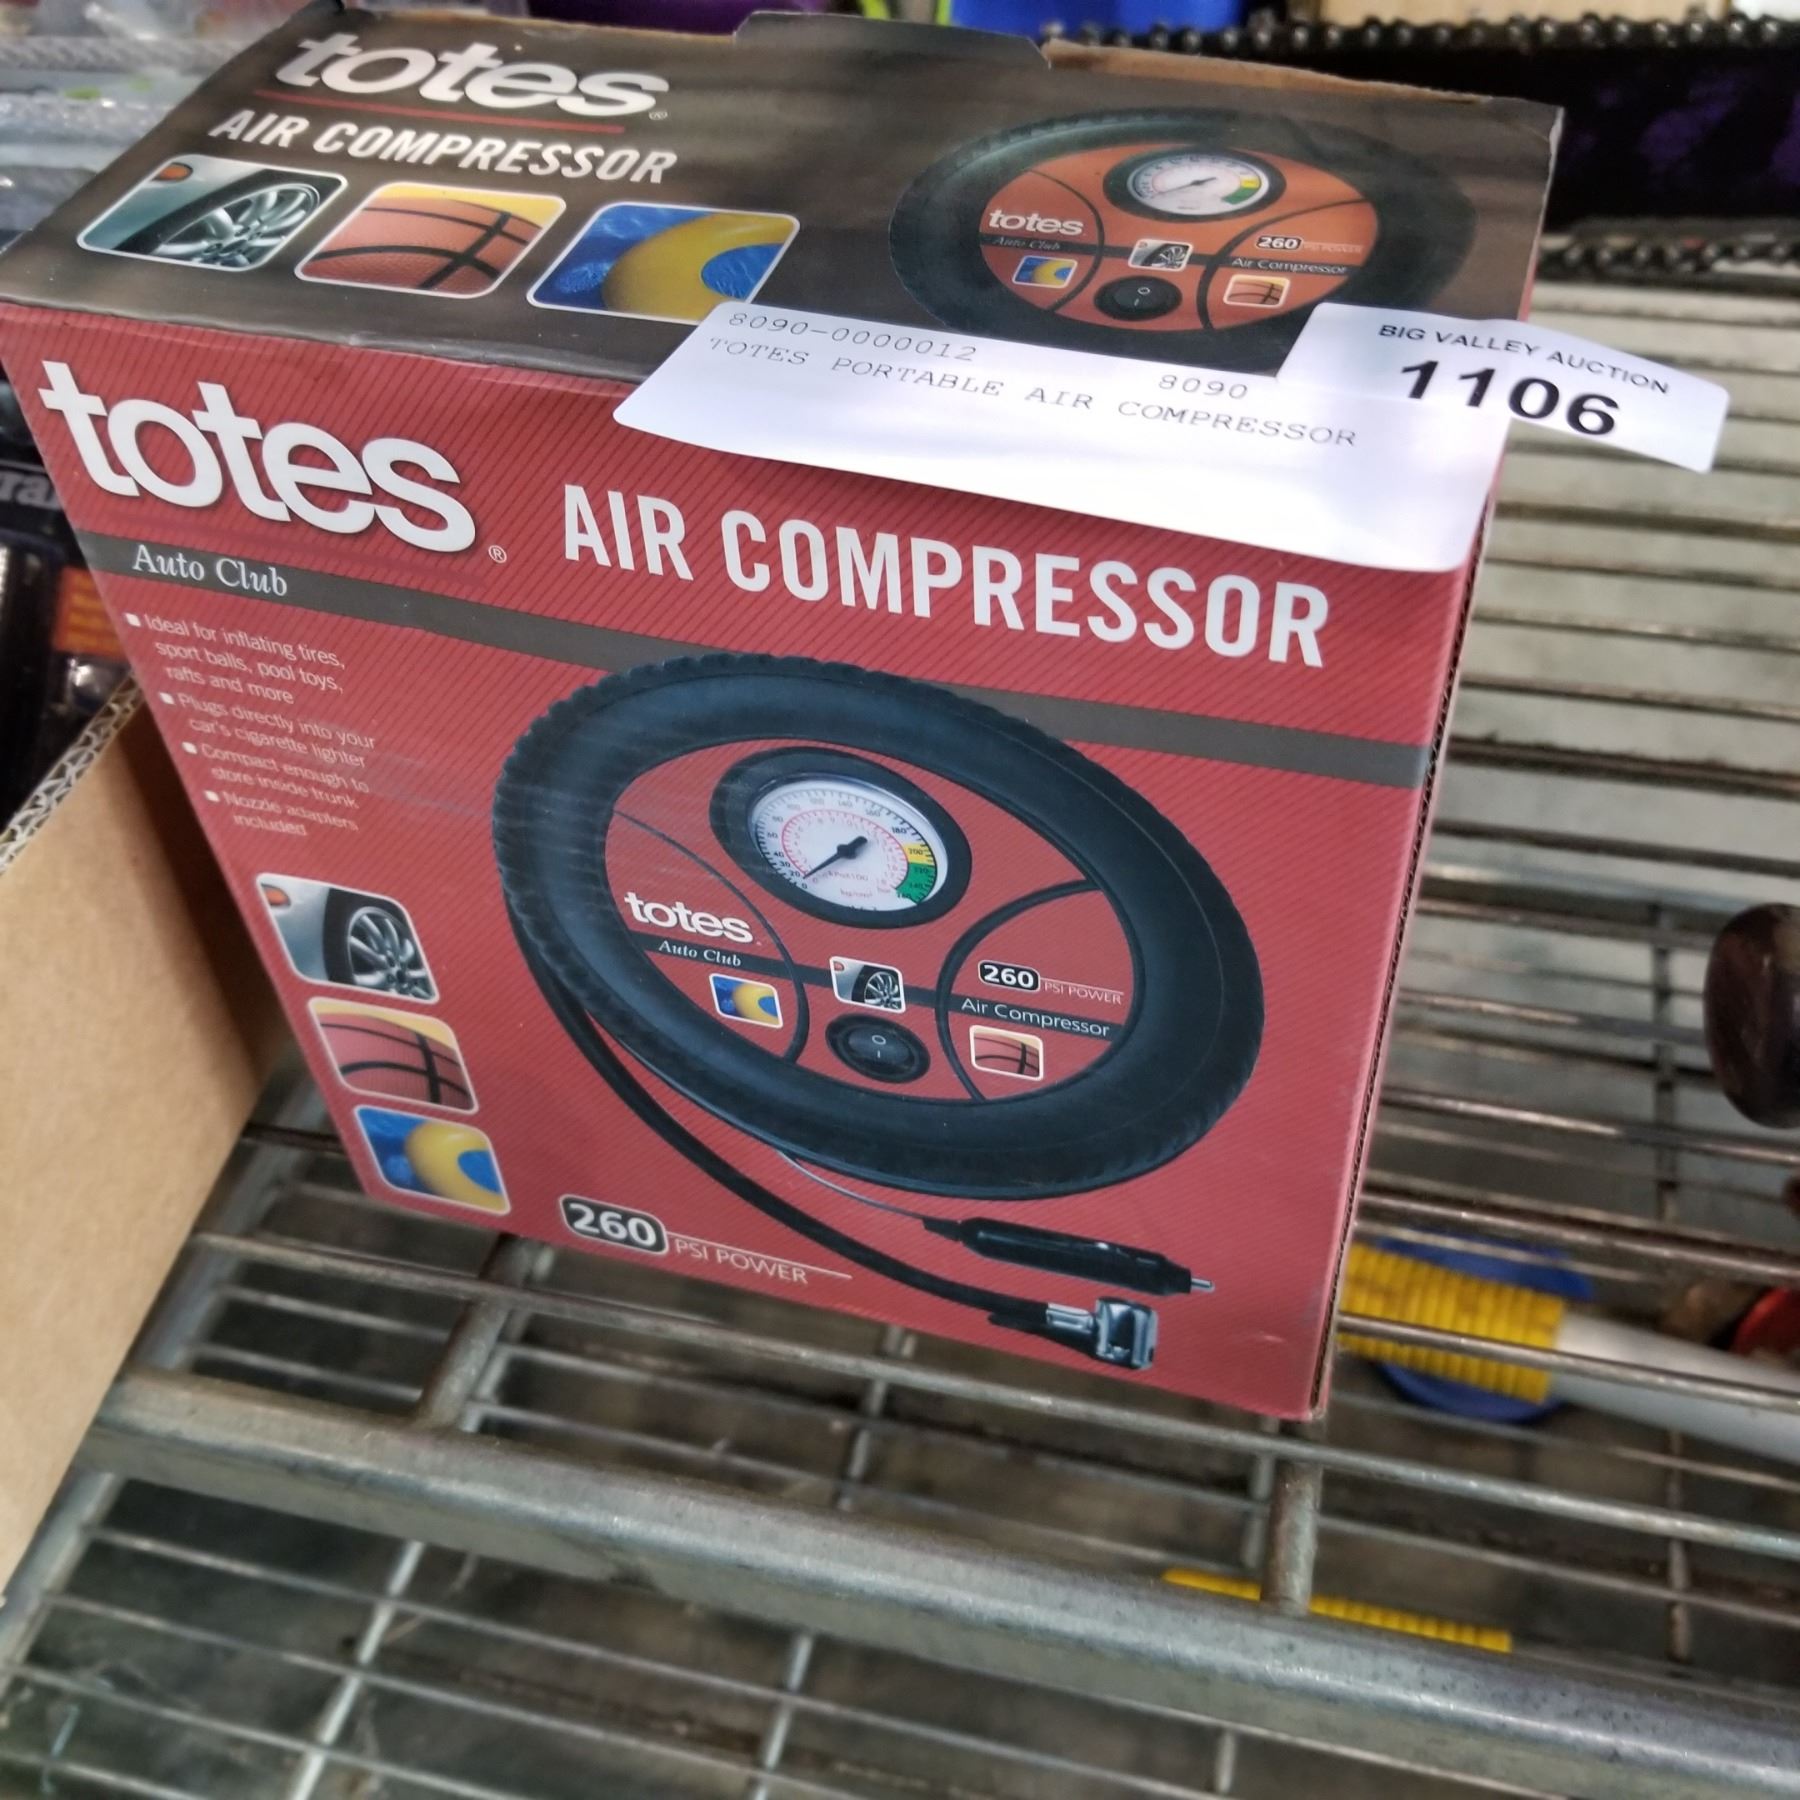 totes®
AIR COMPRESSOR
totes
Auto Club
260 PSI POWER
Air Compressor
8090-0000012
8090
TOTES PORTABLE AIR COMPRESSOR
BIG VALLEY AUCTION
1106
totes®
AIR COMPRESSOR
Auto Club
▪ Ideal for inflating tires,
sport balls, pool toys,
rafts and more
▪ Plugs directly into your
car's cigarette lighter
▪ Compact enough to
store inside trunk
▪ Nozzle adapters
included
totes
Auto Club
260 PSI POWER
Air Compressor
260 PSI POWER